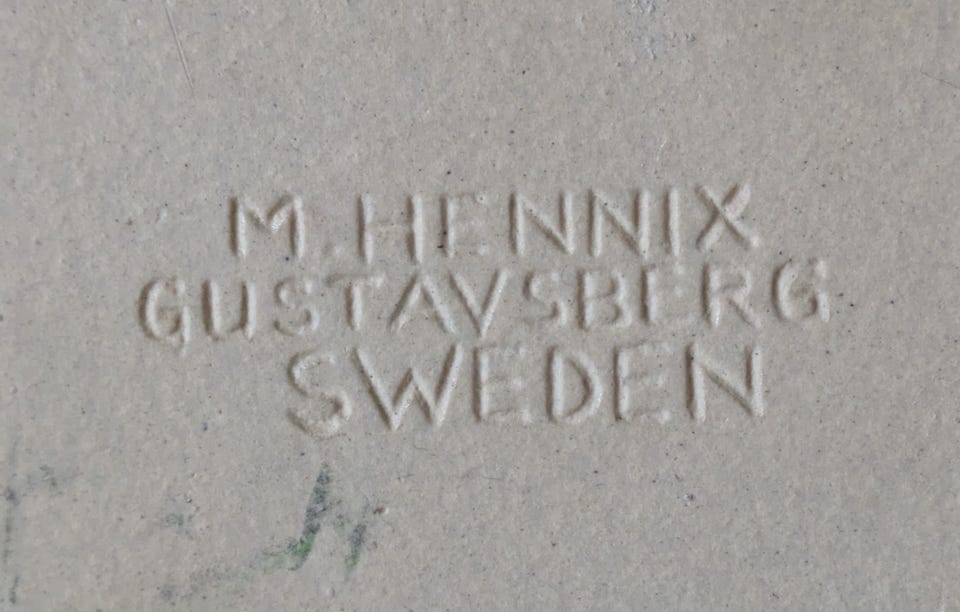 M. HENNIX
GUSTAVSBERG
SWEDEN